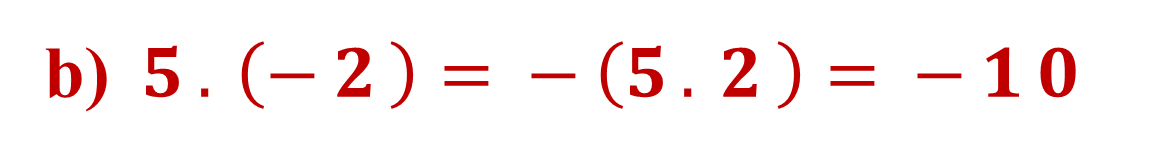 b) 5 . (− 2 ) = − (5 . 2 ) = − 1 0